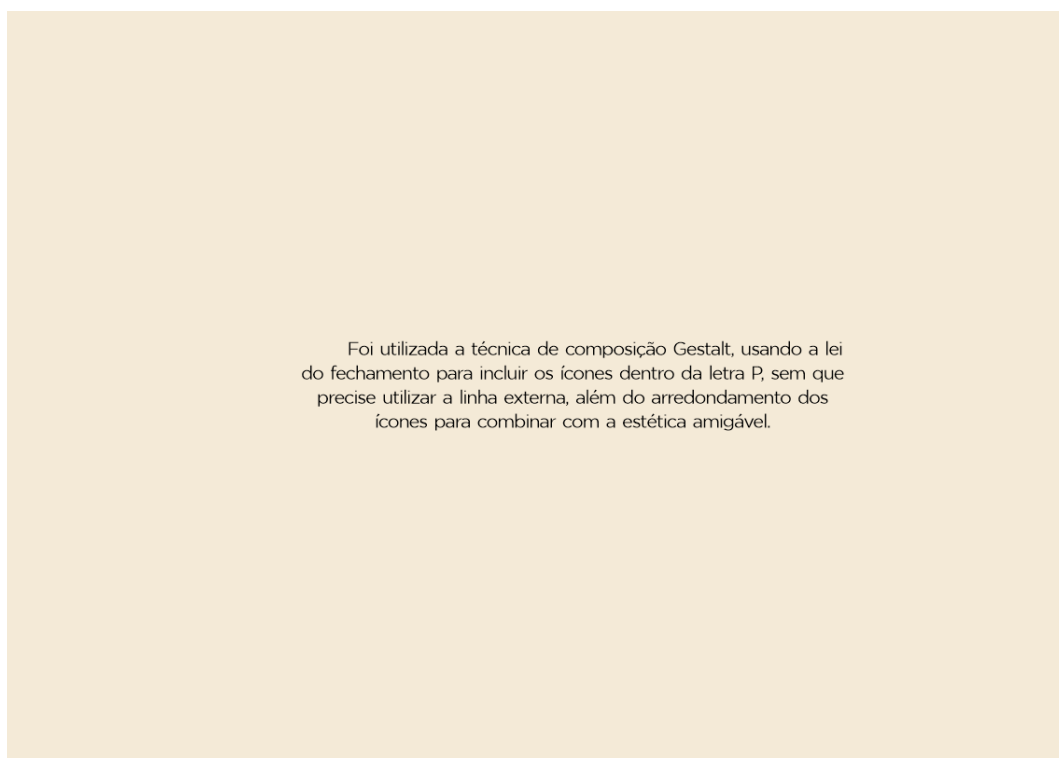 Foi utilizada a técnica de composição Gestalt, usando a lei
do fechamento para incluir os ícones dentro da letra P, sem que
precise utilizar a linha externa, além do arredondamento dos
ícones para combinar com a estética amigável.